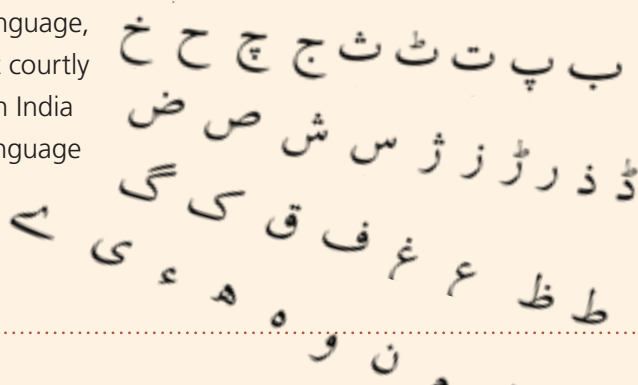 nguage,
courtly
n India
nguage
ب پ ت ٹ ث ج چ ح خ
ڈ ذ ر ڑ ز ژ س ش ص ض
ط ظ ع غ ف ق ک گ
ن و ہ ھ ء ی ے